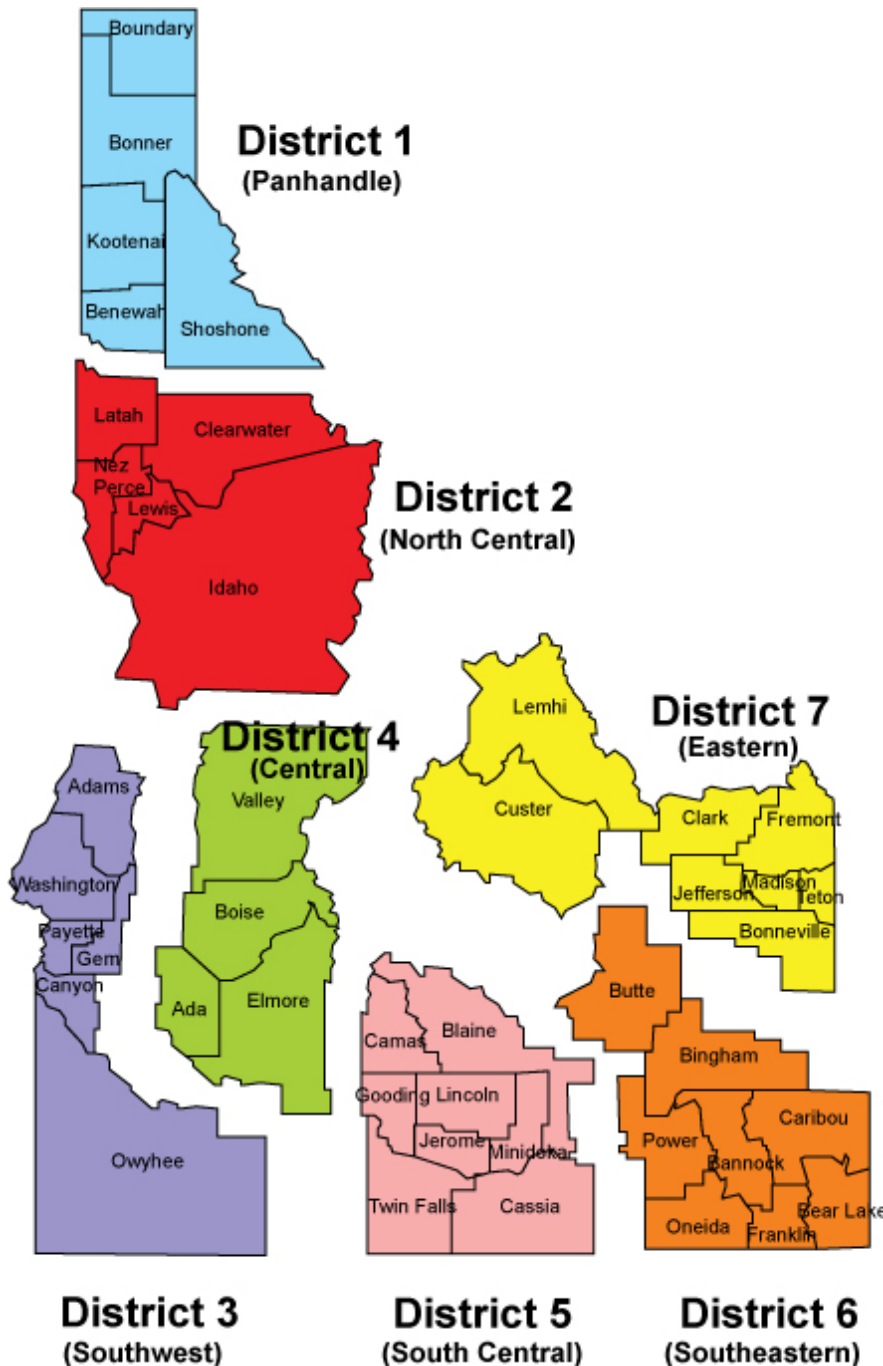 Boundary
Bonner
District 1
(Panhandle)
Kootenai
Benewah
Shoshone
Latah
Clearwater
Nez
Perce
Lewis
District 2
(North Central)
Idaho
Lemhi
District 7
(Eastern)
District 4
(Central)
Adams
Valley
Custer
Clark
Fremont
Washington
Boise
Jefferson
Madison
Teton
Payette
Bonneville
Gem
Canyon
Ada
Elmore
Butte
Camas
Blaine
Bingham
Gooding
Lincoln
Caribou
Jerome
Minidoka
Power
Bannock
Owyhee
Twin Falls
Cassia
Oneida
Franklin
Bear Lake
District 3
(Southwest)
District 5
(South Central)
District 6
(Southeastern)